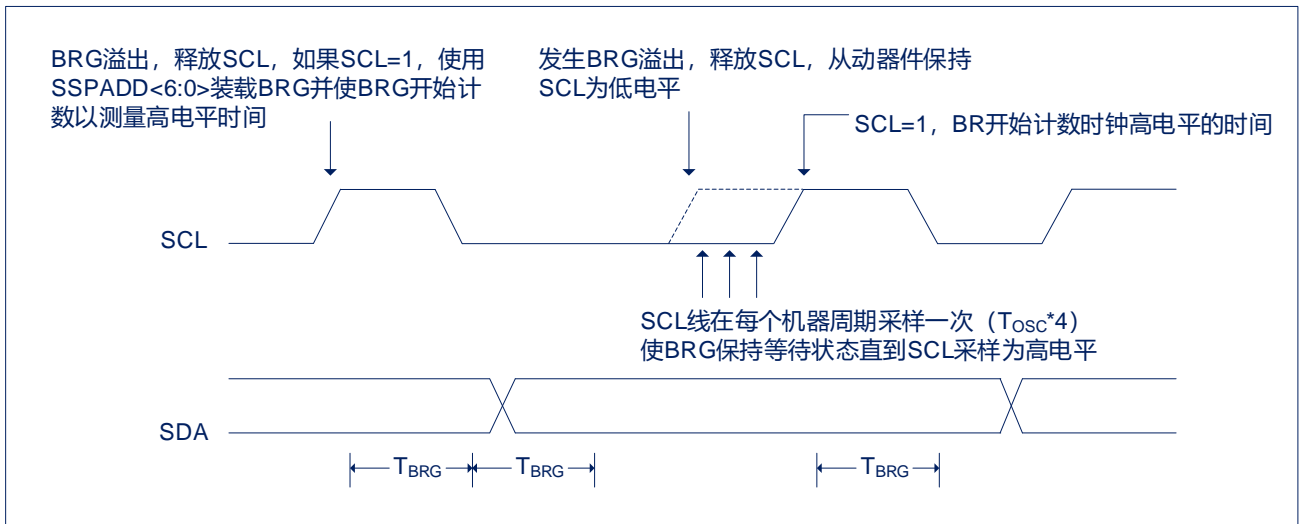 BRG溢出，释放SCL，如果SCL=1，使用
SSPADD<6:0>装载BRG并使BRG开始计
数以测量高电平时间
发生BRG溢出，释放SCL，从动器件保持
SCL为低电平
SCL=1，BR开始计数时钟高电平的时间
SCL
SCL线在每个机器周期采样一次（TOSC*4）
使BRG保持等待状态直到SCL采样为高电平
SDA
TBRG
TBRG
TBRG